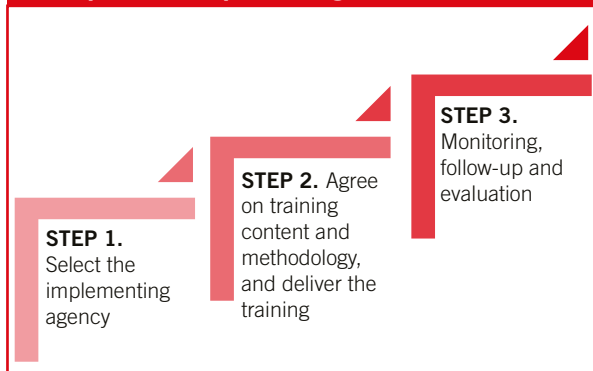 STEP 1.
Select the
implementing
agency
STEP 2. Agree
on training
content and
methodology,
and deliver the
training
STEP 3.
Monitoring,
follow-up and
evaluation